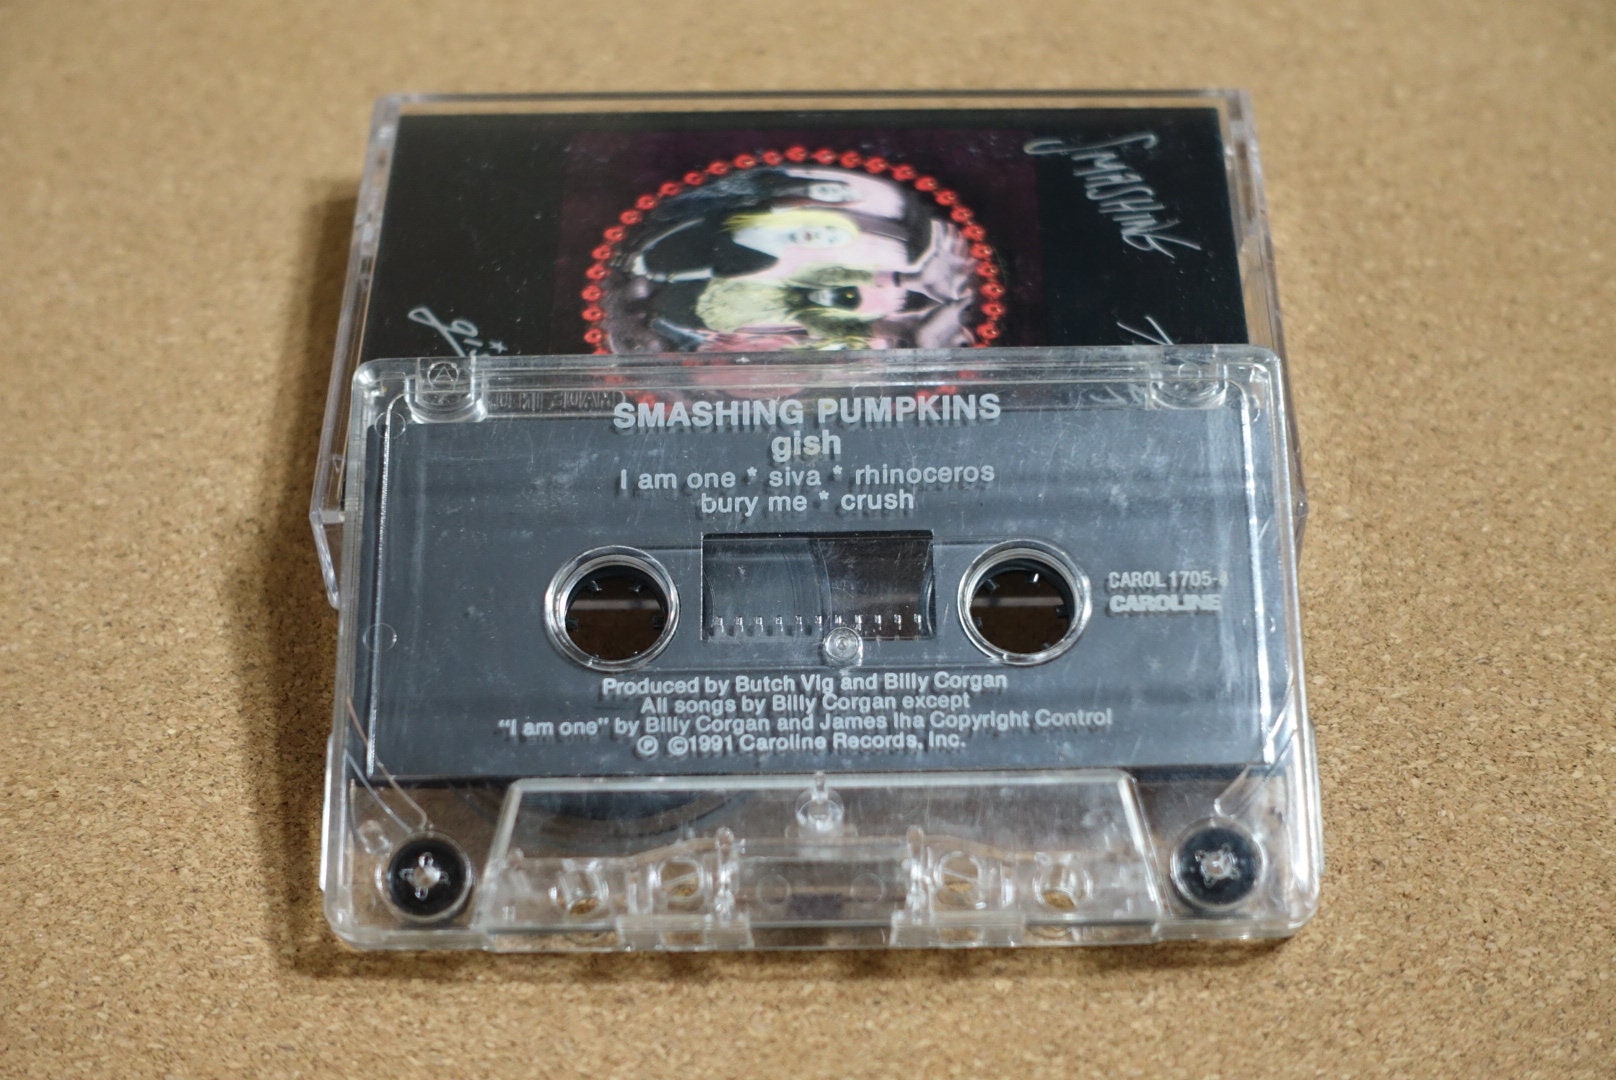 SMASHING
SMASHING PUMPKINS
gish
I am one * siva * rhinoceros
bury me * crush
CAROL 1705-4
CAROLINE
Produced by Butch Vig and Billy Corgan
All songs by Billy Corgan except
"I am one" by Billy Corgan and James Iha Copyright Control
℗ ©1991 Caroline Records, Inc.